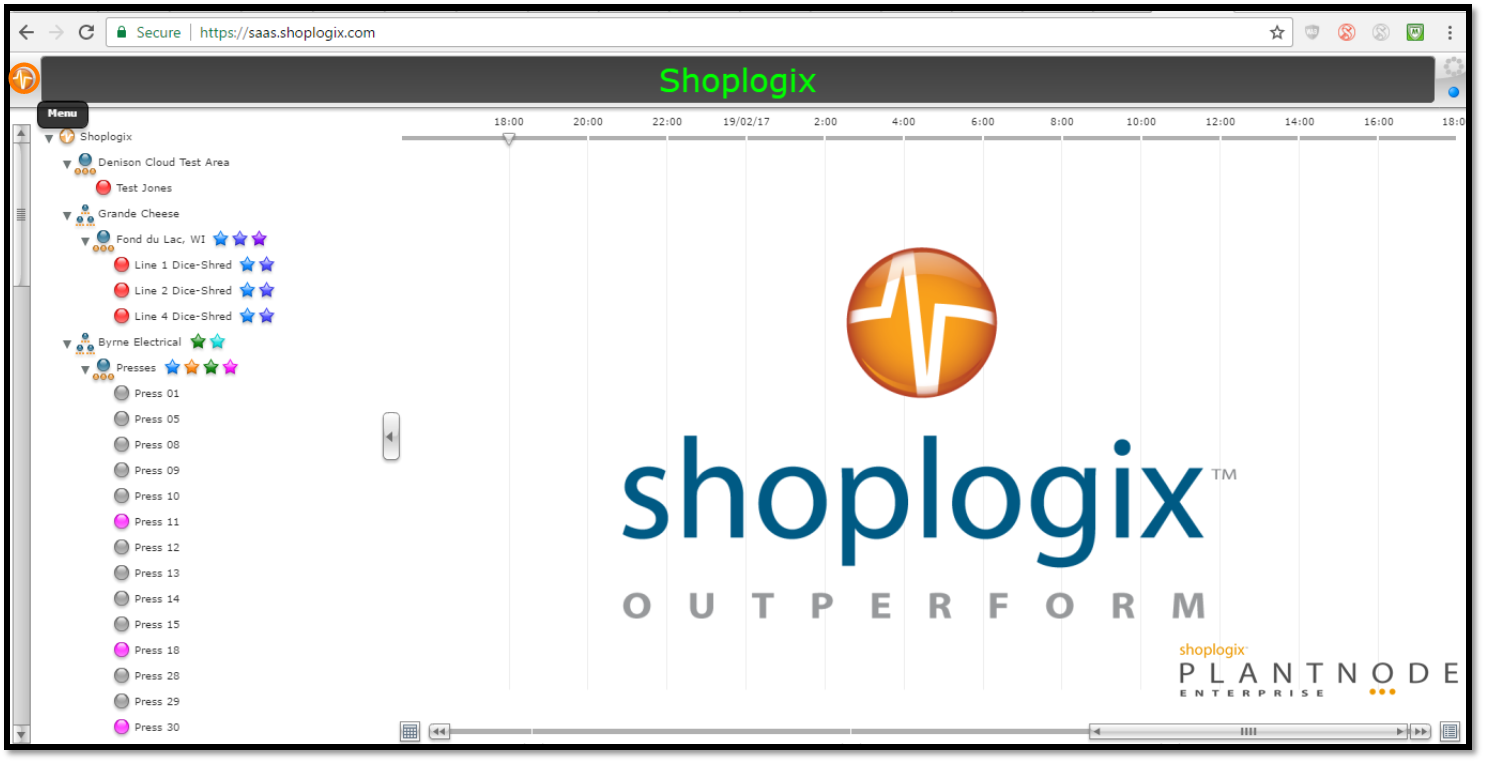 Secure https://saas.shoplogix.com
Shoplogix
Menu
18:00 20:00 22:00 19/02/17 2:00 4:00 6:00 8:00 10:00 12:00 14:00 16:00 18:0
Shoplogix
Denison Cloud Test Area
Test Jones
Grande Cheese
Fond du Lac, WI
Line 1 Dice-Shred
Line 2 Dice-Shred
Line 4 Dice-Shred
Byrne Electrical
Presses
Press 01
Press 05
Press 08
Press 09
Press 10
Press 11
Press 12
Press 13
Press 14
Press 15
Press 18
Press 28
Press 29
Press 30
shoplogix™
OUTPERFORM
shoplogix
PLANTNODE
ENTERPRISE